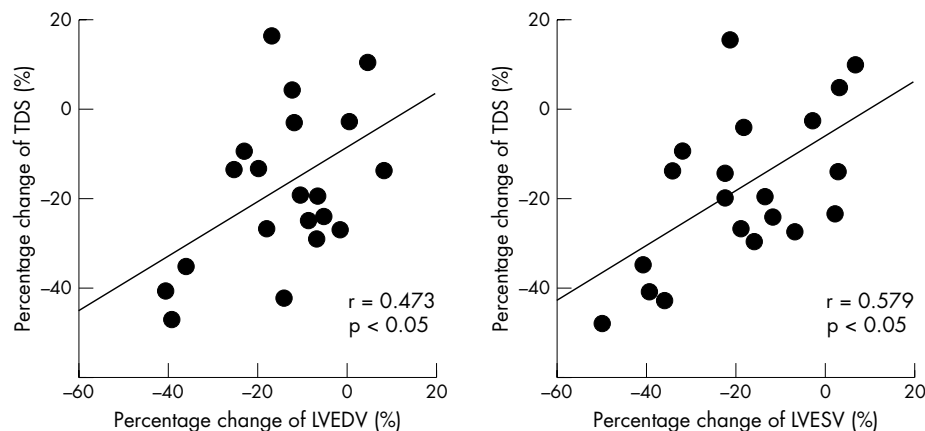 20
0
−20
−40
−60
−40
−20
0
20
Percentage change of TDS (%)
Percentage change of LVEDV (%)
r = 0.473
p < 0.05
20
0
−20
−40
−60
−40
−20
0
20
Percentage change of TDS (%)
Percentage change of LVESV (%)
r = 0.579
p < 0.05